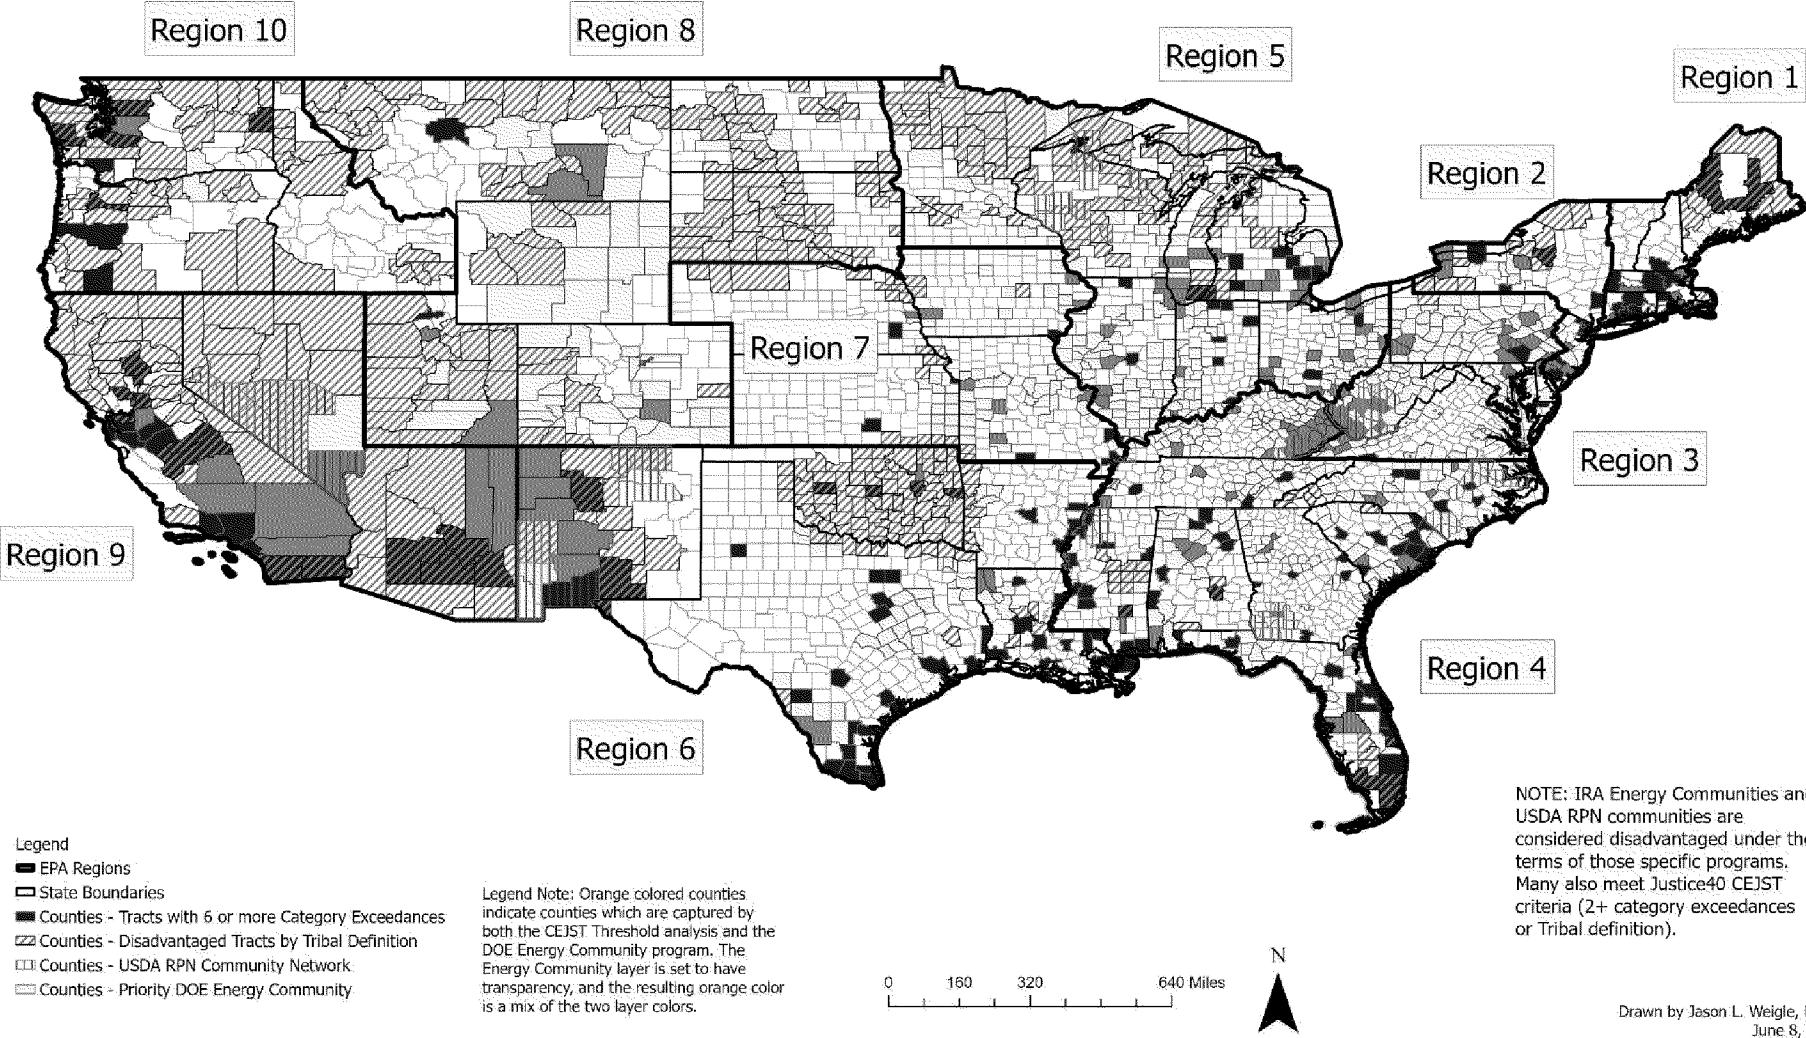 Region 10
Region 8
Region 5
Region 1
Region 2
Region 7
Region 3
Region 9
Region 4
Region 6
NOTE: IRA Energy Communities an
USDA RPN communities are
considered disadvantaged under the
terms of those specific programs.
Many also meet Justice40 CEJST
criteria (2+ category exceedances
or Tribal definition).
Legend
EPA Regions
State Boundaries
Counties - Tracts with 6 or more Category Exceedances
Counties - Disadvantaged Tracts by Tribal Definition
Counties - USDA RPN Community Network
Counties - Priority DOE Energy Community
Legend Note: Orange colored counties
indicate counties which are captured by
both the CEJST Threshold analysis and the
DOE Energy Community program. The
Energy Community layer is set to have
transparency, and the resulting orange color
is a mix of the two layer colors.
0 160 320 640 Miles
N
Drawn by Jason L. Weigle,
June 8,